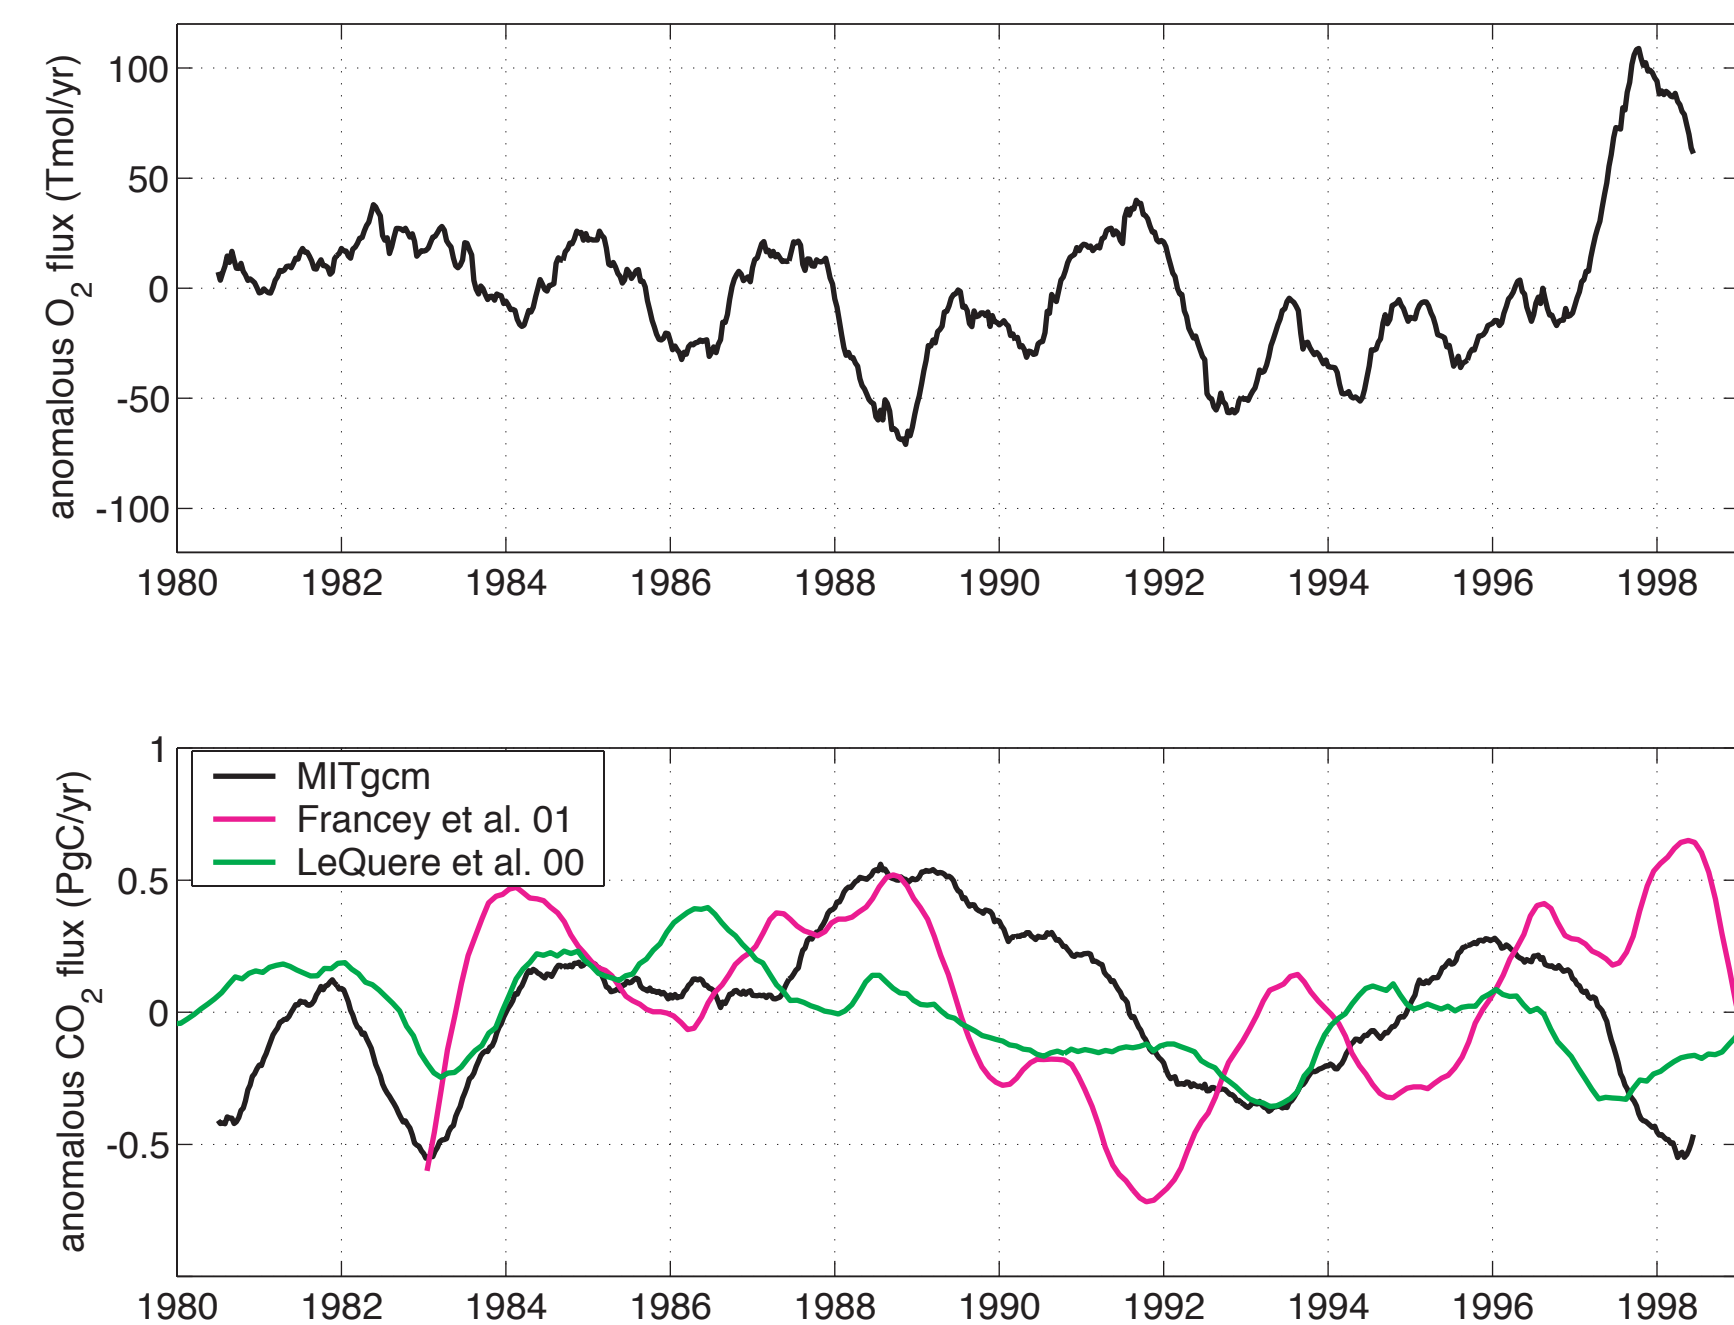 anomalous O2 flux (Tmol/yr)
100
50
0
-50
-100
1980 1982 1984 1986 1988 1990 1992 1994 1996 1998
anomalous CO2 flux (PgC/yr)
1
0.5
0
-0.5
MITgcm
Francey et al. 01
LeQuere et al. 00
1980 1982 1984 1986 1988 1990 1992 1994 1996 1998